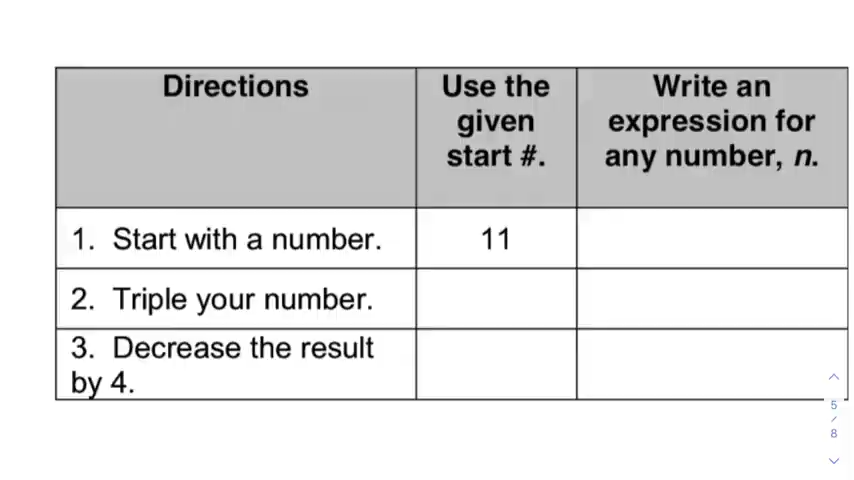 Directions
Use the
given
start #.
Write an
expression for
any number, n.
1. Start with a number.
11
2. Triple your number.
3. Decrease the result
by 4.
5
/
8